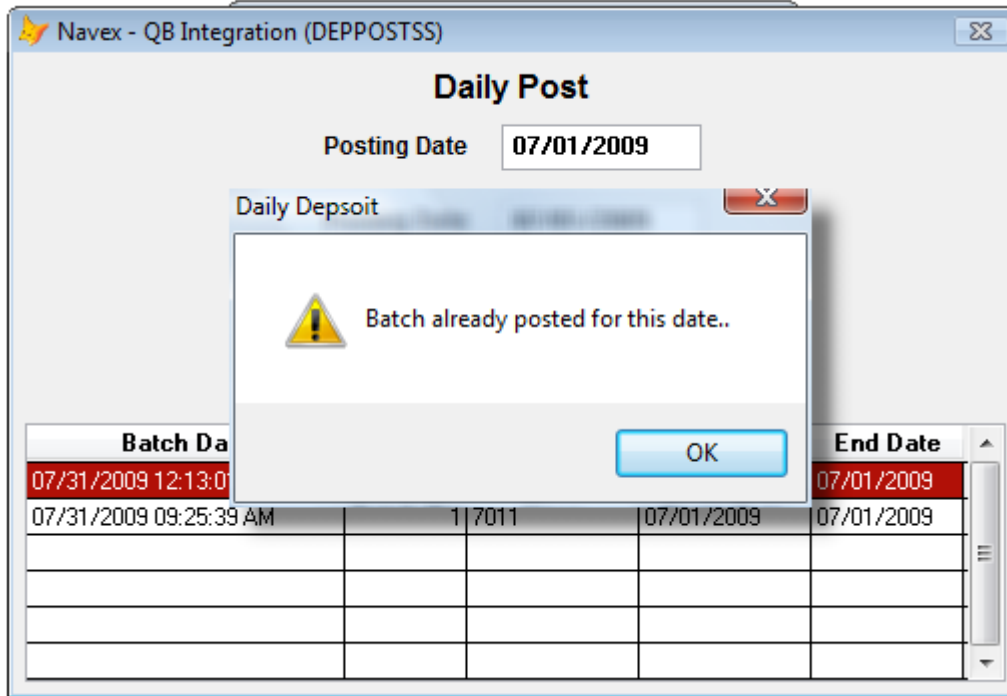 Navex - QB Integration (DEPPOSTSS)
Daily Post
Posting Date 07/01/2009
Daily Depsoit
Batch already posted for this date..
OK
Batch Da End Date
07/31/2009 12:13:01 07/01/2009
07/31/2009 09:25:39 AM 1 7011 07/01/2009 07/01/2009